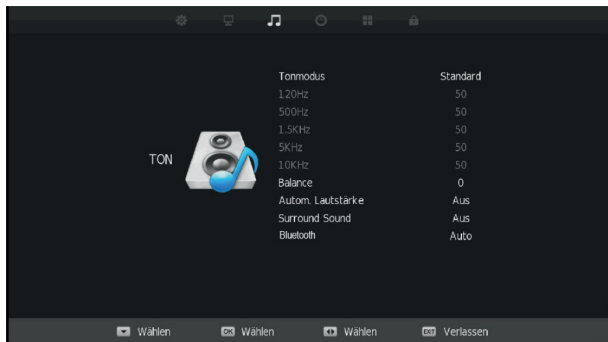 Tonmodus Standard
120Hz 50
500Hz 50
1.5KHz 50
5KHz 50
TON
10KHz 50
Balance 0
Autom. Lautstärke Aus
Surround Sound Aus
Bluetooth Auto
Wählen OK Wählen Wählen EXIT Verlassen